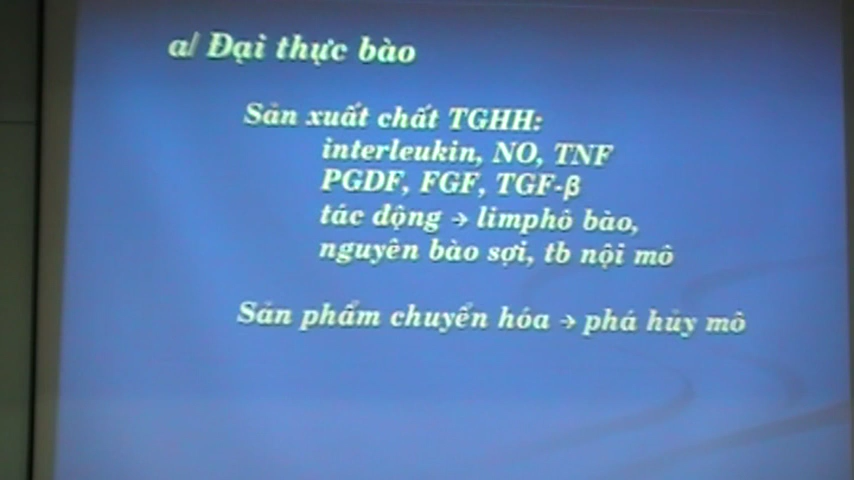 a/ Đại thực bào
Sản xuất chất TGHH:
interleukin, NO, TNF
PGDF, FGF, TGF-β
tác động → limphô bào,
nguyên bào sợi, tb nội mô
Sản phẩm chuyển hóa → phá hủy mô